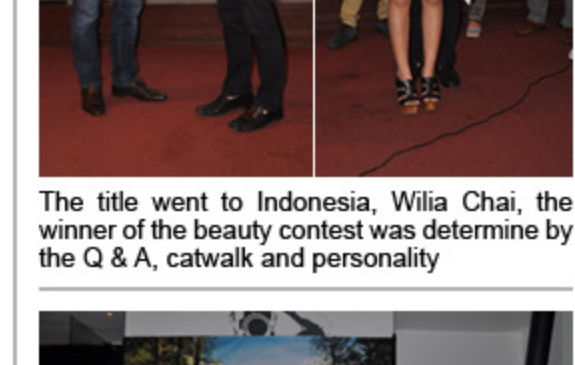 The title went to Indonesia, Wilia Chai, the
winner of the beauty contest was determine by
the Q & A, catwalk and personality